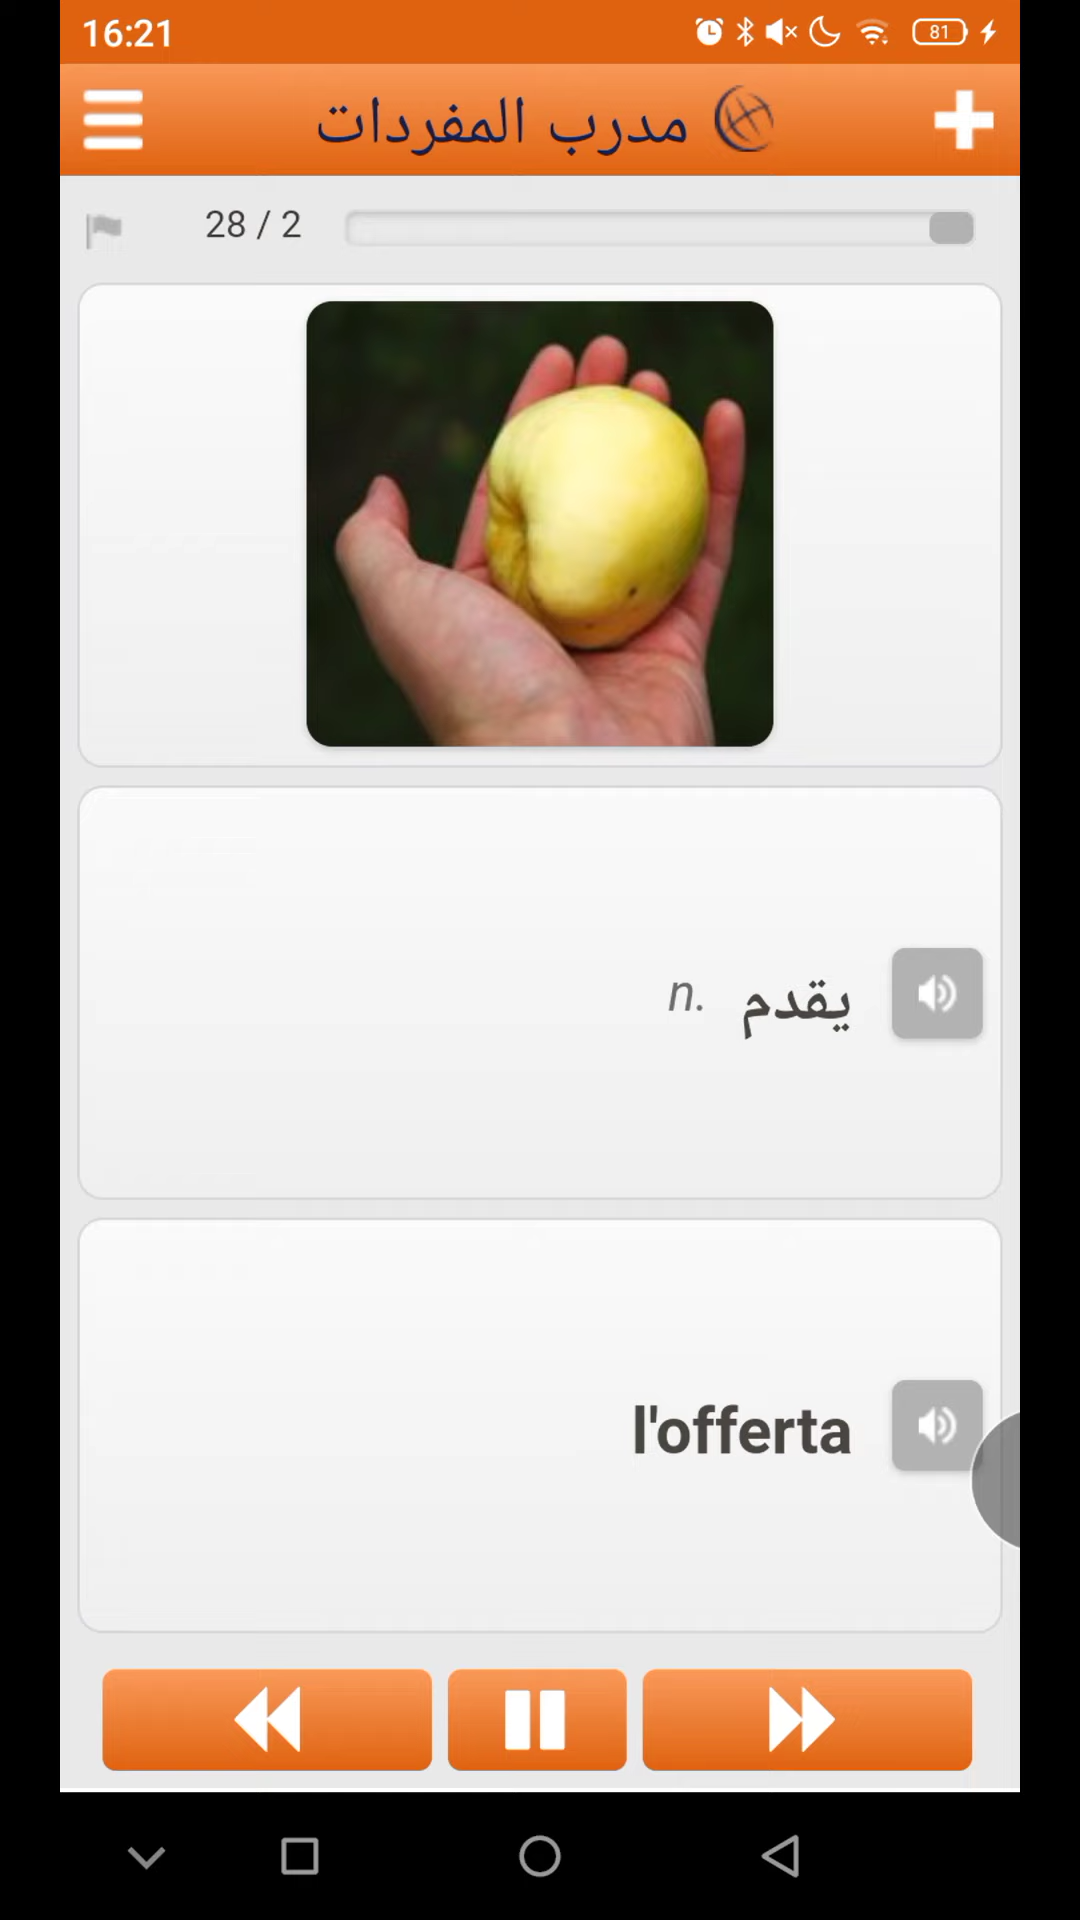 16:21
81
مدرب المفردات
28 / 2
يقدم n.
l'offerta